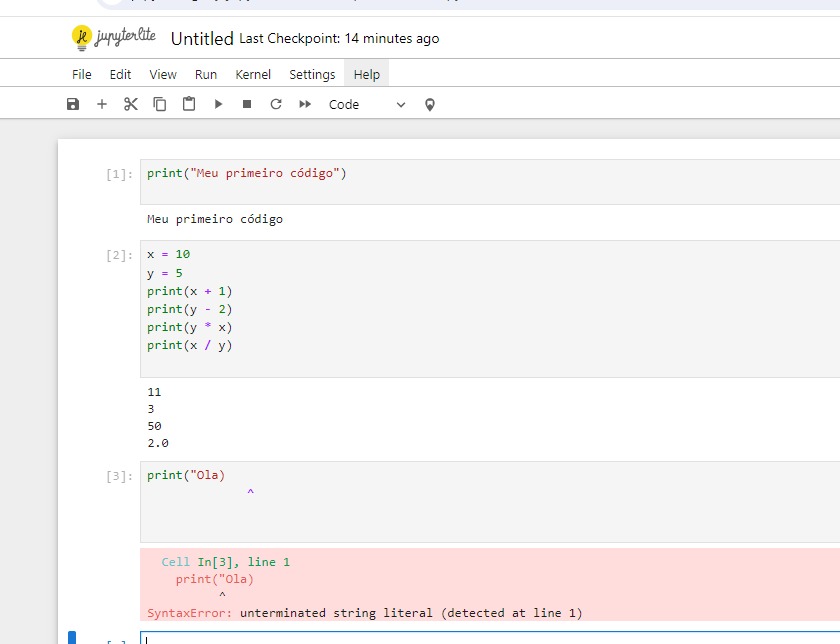 jupyterlite Untitled Last Checkpoint: 14 minutes ago
File Edit View Run Kernel Settings Help
Code
[1]: print("Meu primeiro código")
Meu primeiro código
[2]: x = 10
y = 5
print(x + 1)
print(y - 2)
print(y * x)
print(x / y)
11
3
50
2.0
[3]: print("Ola)
^
Cell In[3], line 1
print("Ola)
^
SyntaxError: unterminated string literal (detected at line 1)